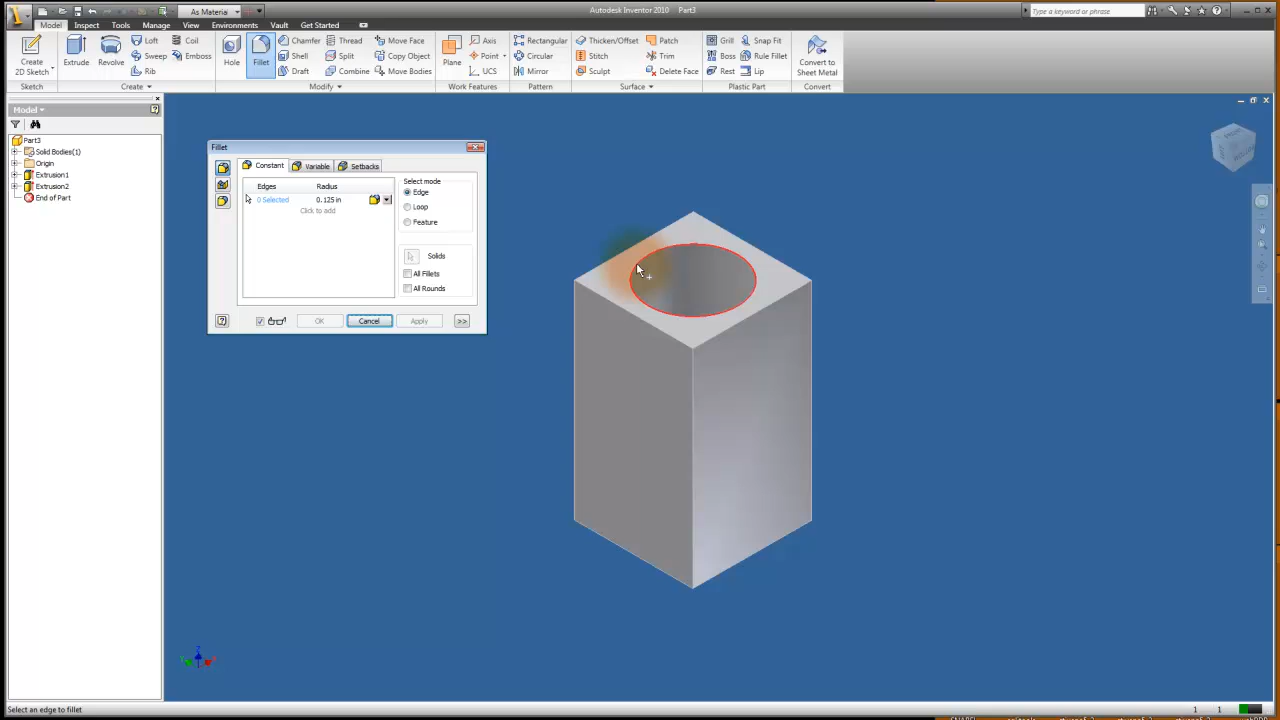 As Material
Autodesk Inventor 2010 Part3
Type a keyword or phrase
Model Inspect Tools Manage View Environments Vault Get Started
Create
2D Sketch
Extrude
Revolve
Loft
Sweep
Rib
Coil
Emboss
Hole
Fillet
Chamfer
Shell
Draft
Thread
Split
Combine
Move Face
Copy Object
Move Bodies
Plane
Axis
Point
UCS
Rectangular
Circular
Mirror
Thicken/Offset
Stitch
Sculpt
Patch
Trim
Delete Face
Grill
Boss
Rest
Snap Fit
Rule Fillet
Lip
Convert to
Sheet Metal
Sketch Create Modify Work Features Pattern Surface Plastic Part Convert
Model
Part3
Solid Bodies(1)
Origin
Extrusion1
Extrusion2
End of Part
Fillet
Constant Variable Setbacks
Edges Radius
0 Selected 0.125 in
Click to add
Select mode
Edge
Loop
Feature
Solids
All Fillets
All Rounds
OK Cancel Apply >>
Select an edge to fillet
1 1